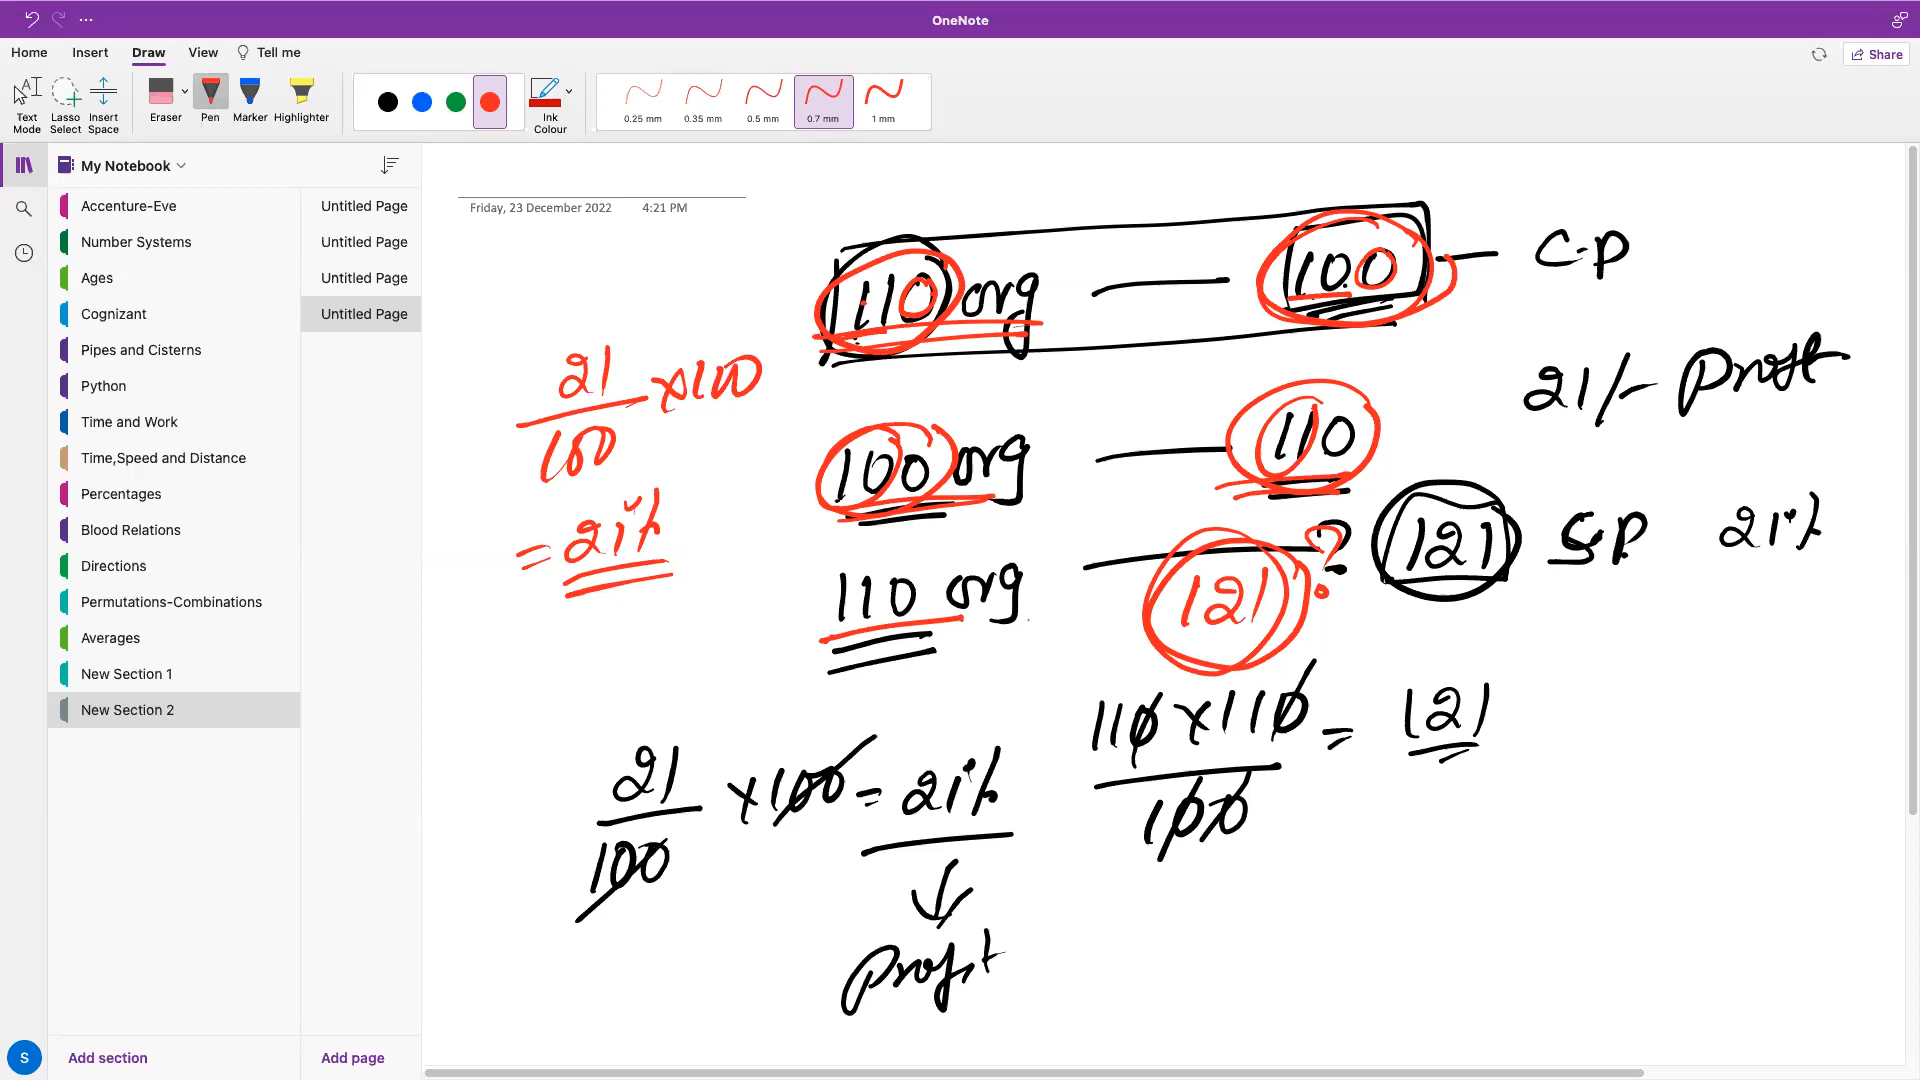 OneNote
Home Insert Draw View Tell me
Share
Text Mode
Lasso Select
Insert Space
Eraser
Pen
Marker
Highlighter
Ink Colour
0.25 mm
0.35 mm
0.5 mm
0.7 mm
1 mm
My Notebook
Accenture-Eve
Number Systems
Ages
Cognizant
Pipes and Cisterns
Python
Time and Work
Time,Speed and Distance
Percentages
Blood Relations
Directions
Permutations-Combinations
Averages
New Section 1
New Section 2
Add section
S
Untitled Page
Untitled Page
Untitled Page
Untitled Page
Add page
Friday, 23 December 2022 4:21 PM
110 org — 100 — C.P
21/- Profit
21/100 x100
= 21%
100 org — 110
110 org — ? 121 S.P 21%
121 ?
110 x 110 / 100 = 121
21/100 x100 = 21%
Profit